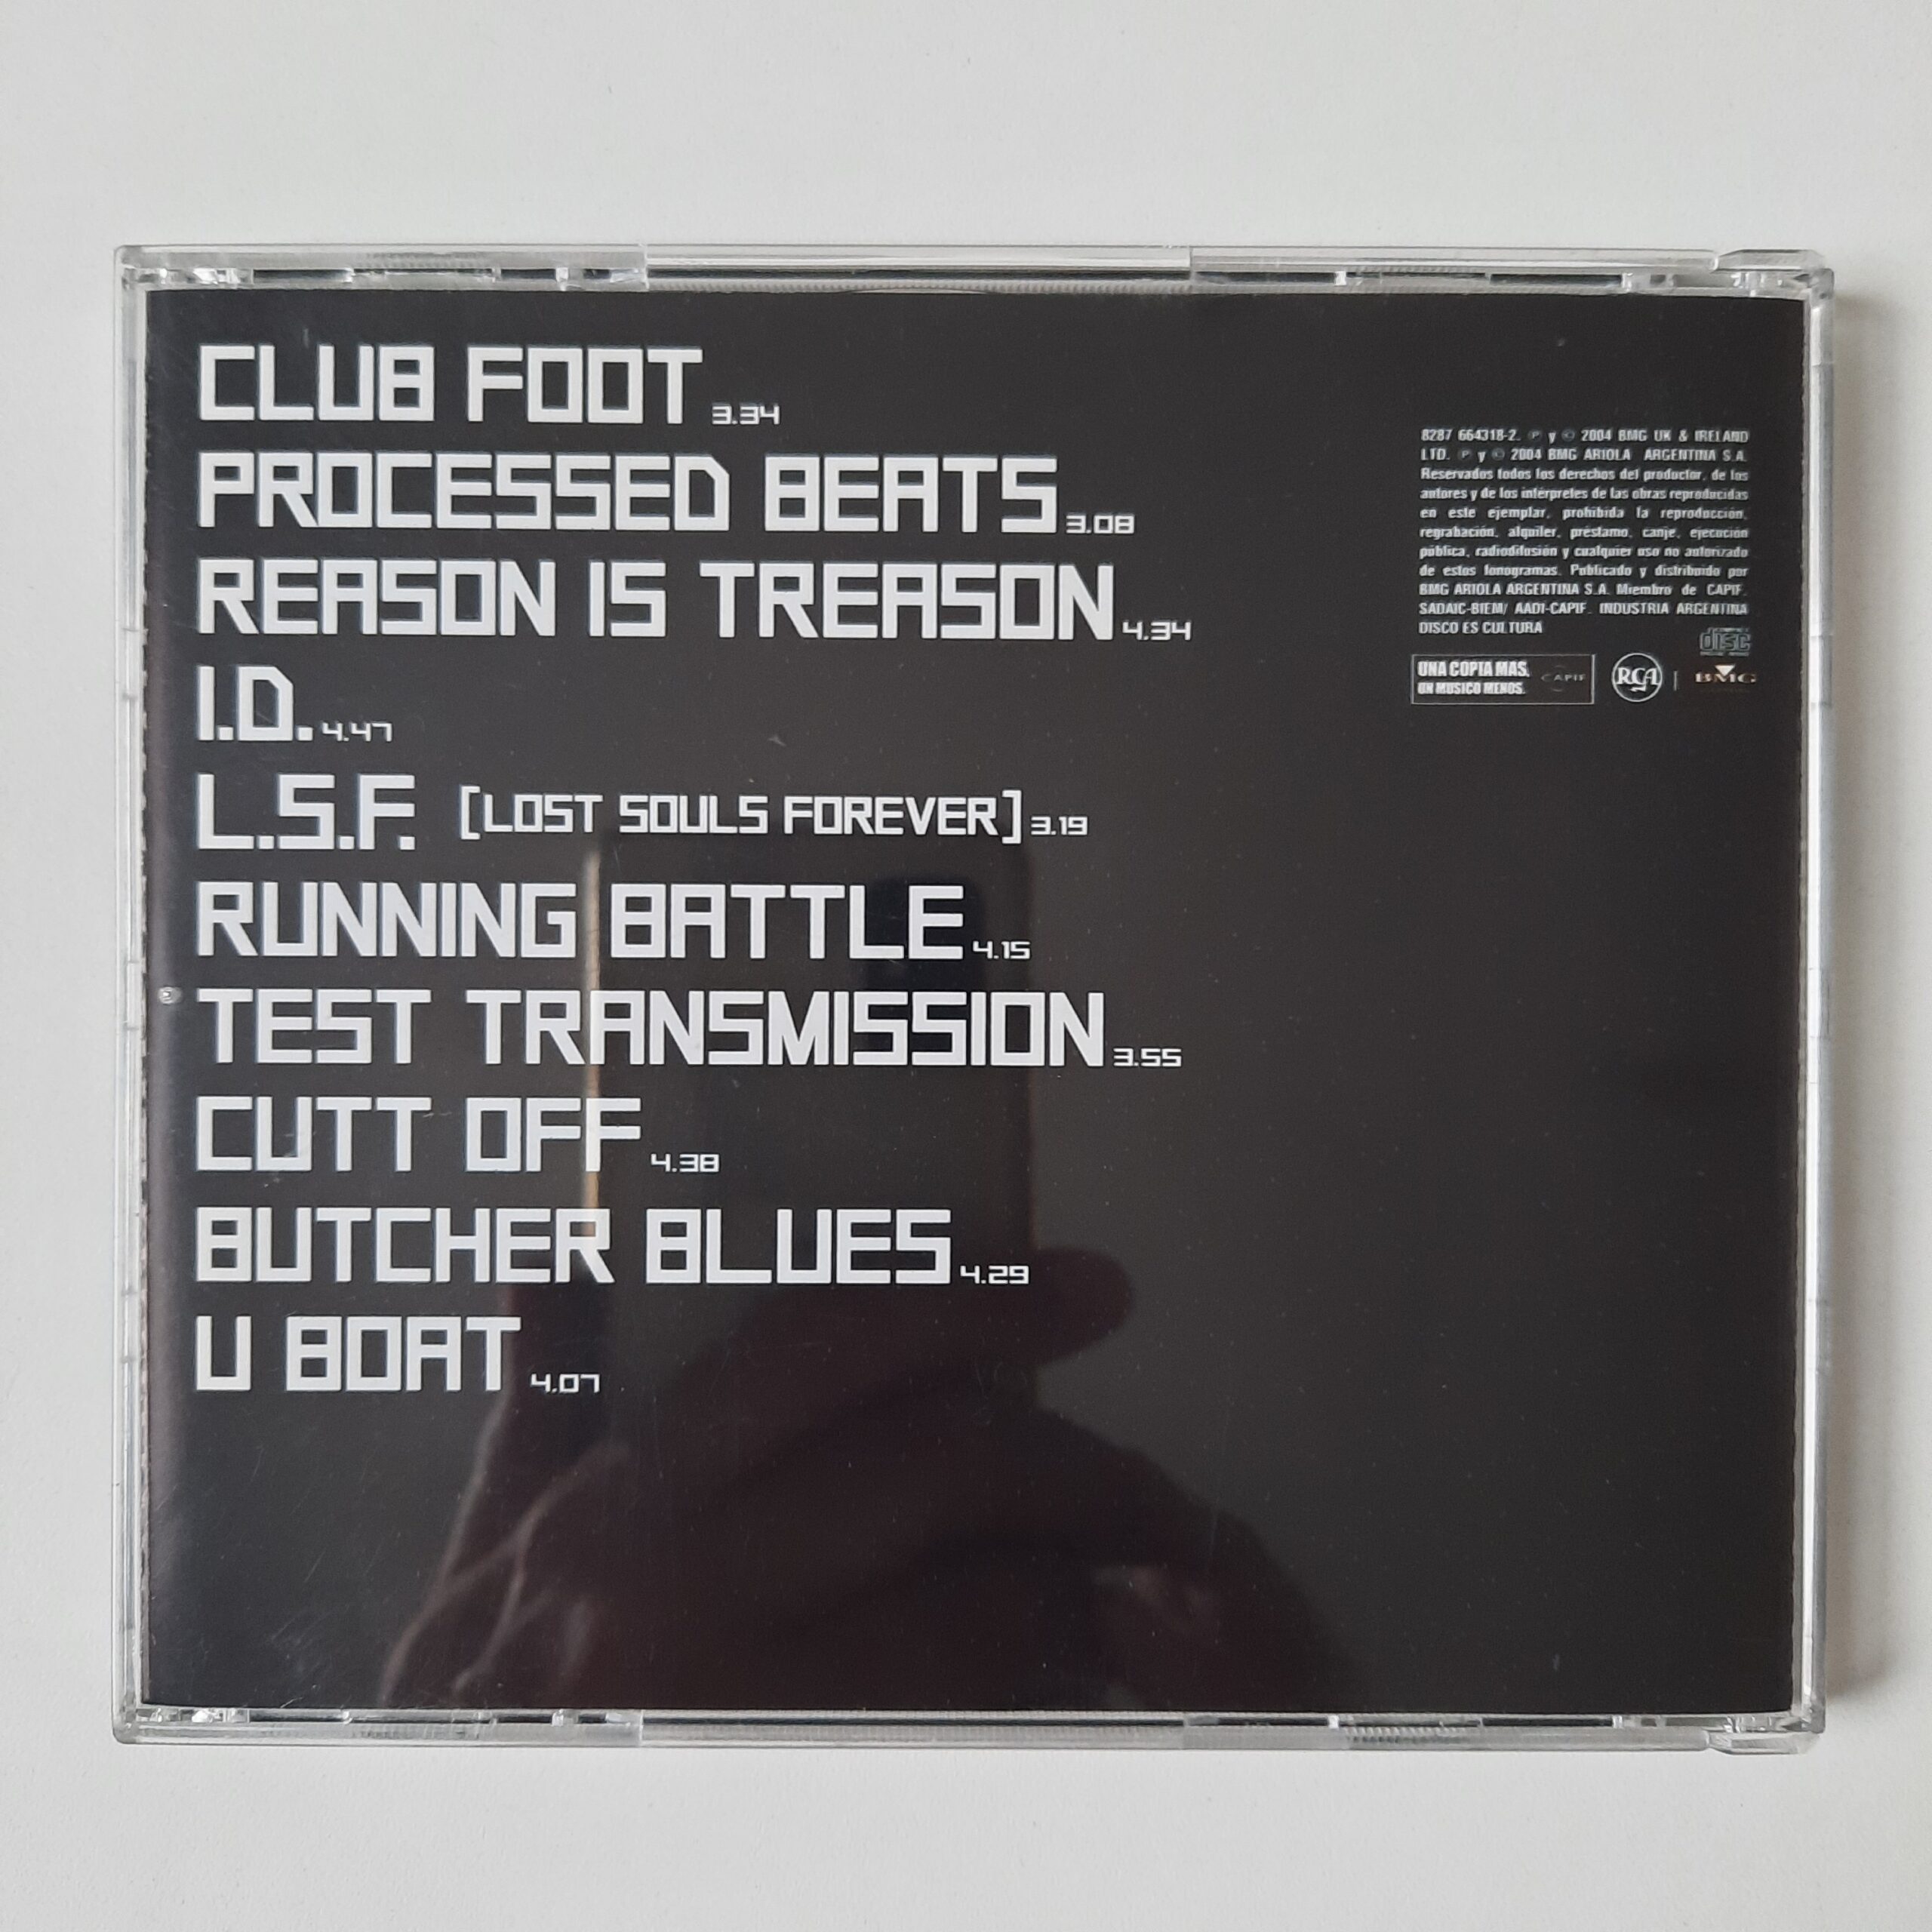 CLUB FOOT 3.34
PROCESSED BEATS 3.08
REASON IS TREASON 4.34
I.D. 4.47
L.S.F. [LOST SOULS FOREVER] 3.19
RUNNING BATTLE 4.15
TEST TRANSMISSION 3.55
CUTT OFF 4.38
BUTCHER BLUES 4.29
U BOAT 4.07
8287 664318-2. ℗ y © 2004 BMG UK & IRELAND
LTD. ℗ y © 2004 BMG ARIOLA ARGENTINA S.A.
Reservados todos los derechos del productor, de los
autores y de los intérpretes de las obras reproducidas
en este ejemplar, prohibida la reproducción,
regrabación, alquiler, préstamo, canje, ejecución
pública, radiodifusión y cualquier uso no autorizado
de estos fonogramas. Publicado y distribuido por
BMG ARIOLA ARGENTINA S.A. Miembro de CAPIF.
SADAIC-BIEM/ AADI-CAPIF. INDUSTRIA ARGENTINA
DISCO ES CULTURA
disc
UNA COPIA MAS,
UN MUSICO MENOS.
CAPIF
RCA
BMG